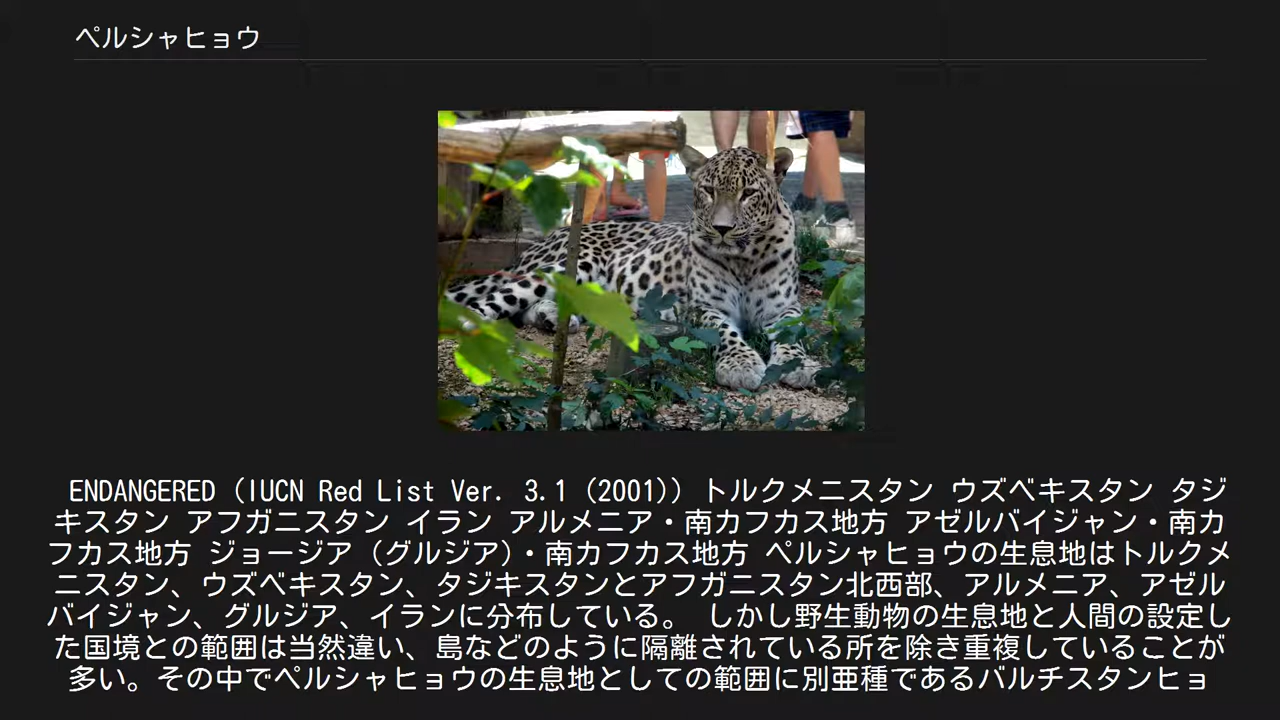 ペルシャヒョウ
ENDANGERED (IUCN Red List Ver. 3.1 (2001)) トルクメニスタン ウズベキスタン タジ
キスタン アフガニスタン イラン アルメニア・南カフカス地方 アゼルバイジャン・南カ
フカス地方 ジョージア (グルジア)・南カフカス地方 ペルシャヒョウの生息地はトルクメ
ニスタン、ウズベキスタン、タジキスタンとアフガニスタン北西部、アルメニア、アゼル
バイジャン、グルジア、イランに分布している。 しかし野生動物の生息地と人間の設定し
た国境との範囲は当然違い、島などのように隔離されている所を除き重複していることが
多い。その中でペルシャヒョウの生息地としての範囲に別亜種であるバルチスタンヒョ